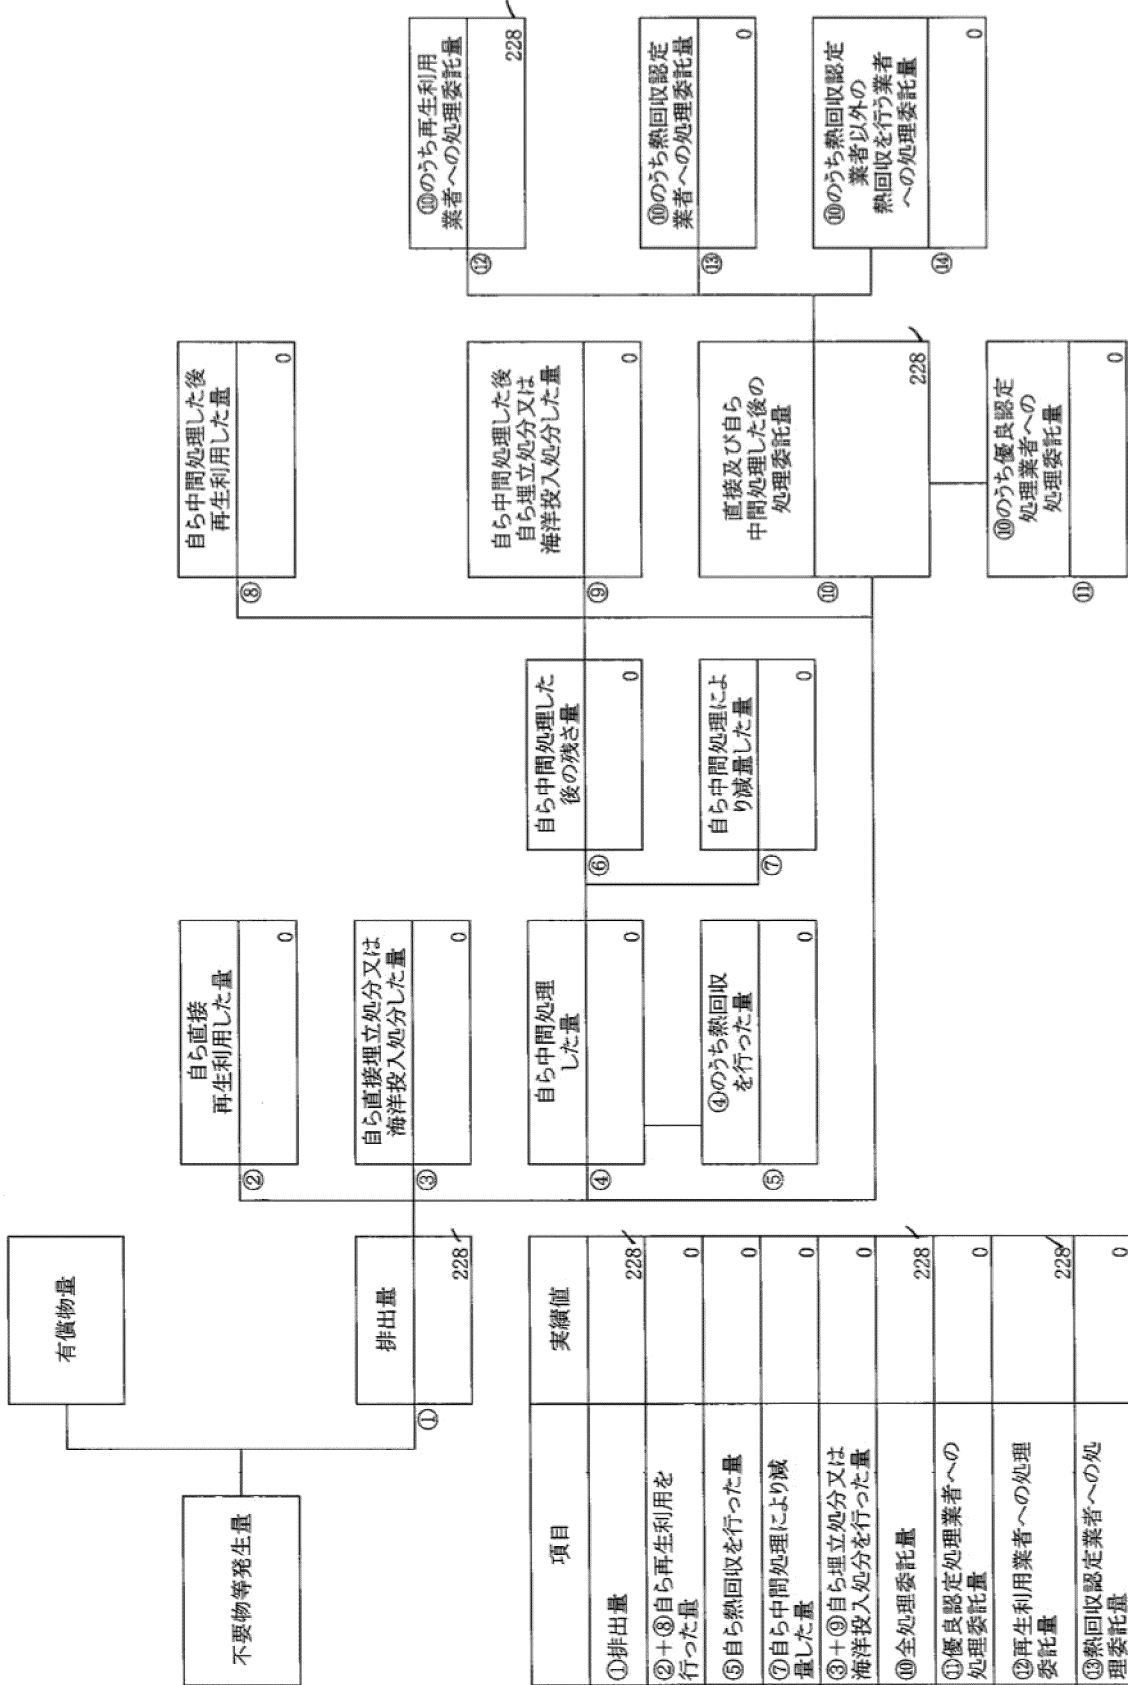 不要物等発生量
有償物量
排出量
①
228
自ら直接
再生利用した量
②
0
自ら直接埋立処分又は
海洋投入処分した量
③
0
自ら中間処理
した量
④
0
④のうち熱回収
を行った量
⑤
0
自ら中間処理した
後の残さ量
⑥
0
自ら中間処理によ
り減量した量
⑦
0
自ら中間処理した後
再生利用した量
⑧
0
自ら中間処理した後
自ら埋立処分又は
海洋投入処分した量
⑨
0
直接及び自ら
中間処理した後の
処理委託量
⑩
228
⑩のうち優良認定
処理業者への
処理委託量
⑪
0
⑩のうち再生利用
業者への処理委託量
⑫
228
⑩のうち熱回収認定
業者への処理委託量
⑬
0
⑩のうち熱回収認定
業者以外の
熱回収を行う業者
への処理委託量
⑭
0
項目 実績値
①排出量 228
②+⑧自ら再生利用を
行った量 0
⑤自ら熱回収を行った量 0
⑦自ら中間処理により減
量した量 0
③+⑨自ら埋立処分又は
海洋投入処分を行った量 0
⑩全処理委託量 228
⑪優良認定処理業者への
処理委託量 0
⑫再生利用業者への処理
委託量 228
⑬熱回収認定業者への処
理委託量 0